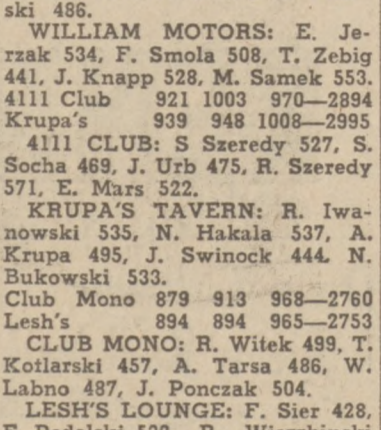 ski 486.
WILLIAM MOTORS: E. Je-
rzak 534, F. Smola 508, T. Zebig
441, J. Knapp 528, M. Samek 553.
4111 Club 921 1003 970—2894
Krupa's 939 948 1008—2995
4111 CLUB: S Szeredy 527, S.
Socha 469, J. Urb 475, R. Szeredy
571, E. Mars 522.
KRUPA'S TAVERN: R. Iwa-
nowski 535, N. Hakala 537, A.
Krupa 495, J. Swinock 444. N.
Bukowski 533.
Club Mono 879 913 968—2760
Lesh's 894 894 965—2753
CLUB MONO: R. Witek 499, T.
Kotlarski 457, A. Tarsa 486, W.
Labno 487, J. Ponczak 504.
LESH'S LOUNGE: F. Sier 428,